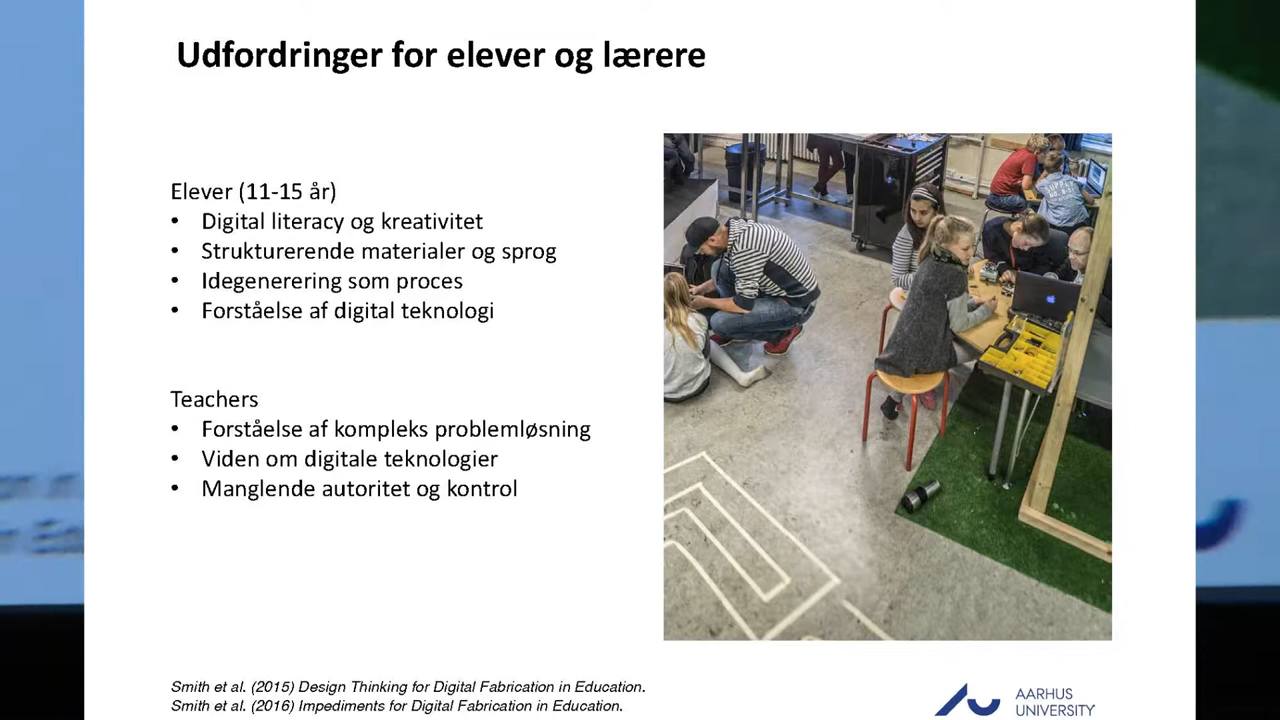 Udfordringer for elever og lærere
Elever (11-15 år)
• Digital literacy og kreativitet
• Strukturerende materialer og sprog
• Idegenerering som proces
• Forståelse af digital teknologi
Teachers
• Forståelse af kompleks problemløsning
• Viden om digitale teknologier
• Manglende autoritet og kontrol
Smith et al. (2015) Design Thinking for Digital Fabrication in Education.
Smith et al. (2016) Impediments for Digital Fabrication in Education.
AARHUS
UNIVERSITY